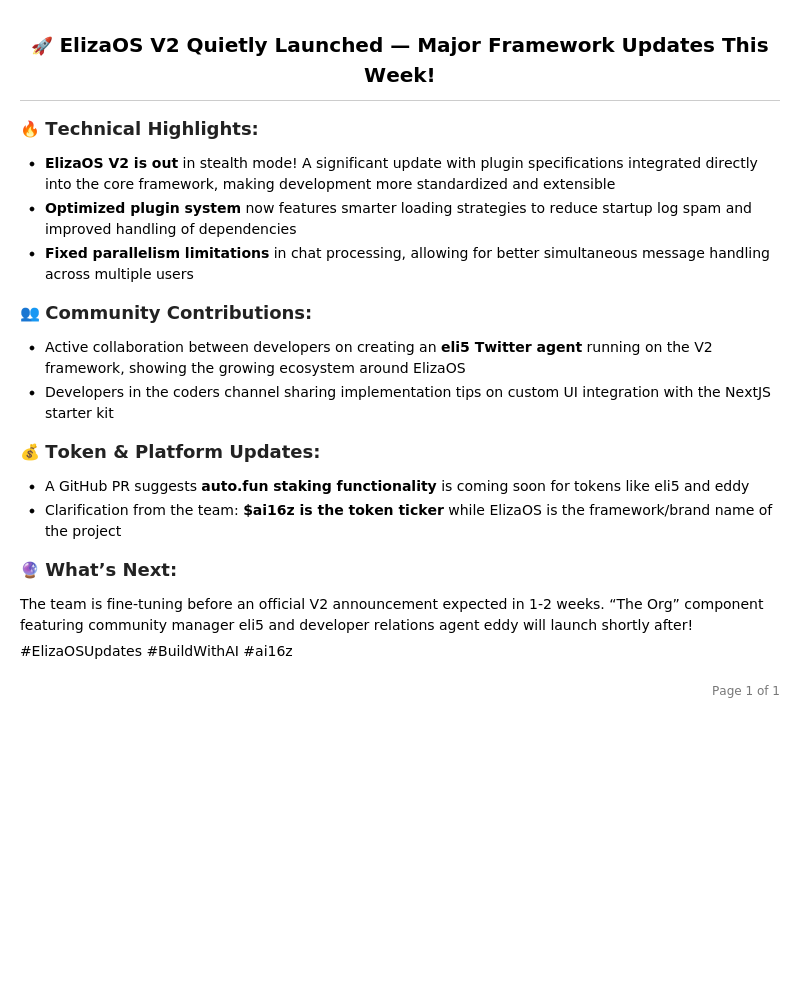 🚀 ElizaOS V2 Quietly Launched — Major Framework Updates This
Week!
🔥 Technical Highlights:
• ElizaOS V2 is out in stealth mode! A significant update with plugin specifications integrated directly
into the core framework, making development more standardized and extensible
• Optimized plugin system now features smarter loading strategies to reduce startup log spam and
improved handling of dependencies
• Fixed parallelism limitations in chat processing, allowing for better simultaneous message handling
across multiple users
👥 Community Contributions:
• Active collaboration between developers on creating an eli5 Twitter agent running on the V2
framework, showing the growing ecosystem around ElizaOS
• Developers in the coders channel sharing implementation tips on custom UI integration with the NextJS
starter kit
💰 Token & Platform Updates:
• A GitHub PR suggests auto.fun staking functionality is coming soon for tokens like eli5 and eddy
• Clarification from the team: $ai16z is the token ticker while ElizaOS is the framework/brand name of
the project
🔮 What’s Next:
The team is fine-tuning before an official V2 announcement expected in 1-2 weeks. “The Org” component
featuring community manager eli5 and developer relations agent eddy will launch shortly after!
#ElizaOSUpdates #BuildWithAI #ai16z
Page 1 of 1